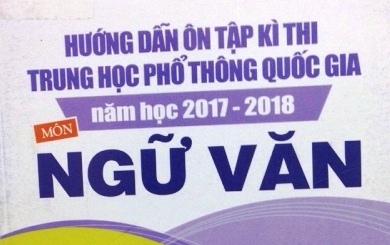 HƯỚNG DẪN ÔN TẬP KÌ THI
TRUNG HỌC PHỔ THÔNG QUỐC GIA
năm học 2017 - 2018
MÔN
NGỮ VĂN